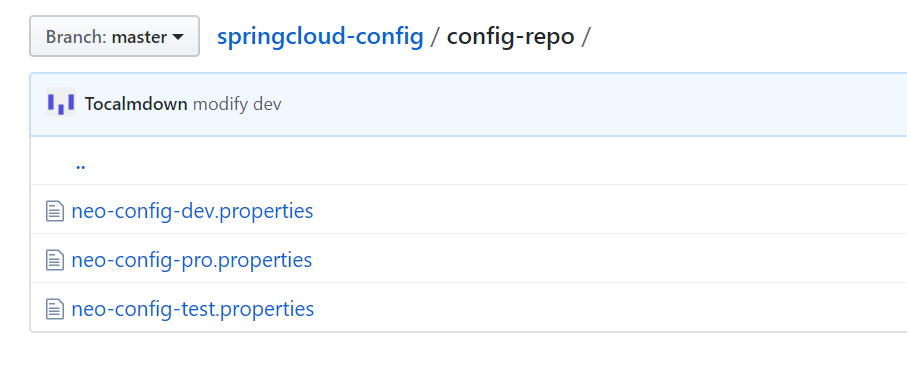 Branch: master springcloud-config / config-repo /
Tocalmdown modify dev
..
neo-config-dev.properties
neo-config-pro.properties
neo-config-test.properties